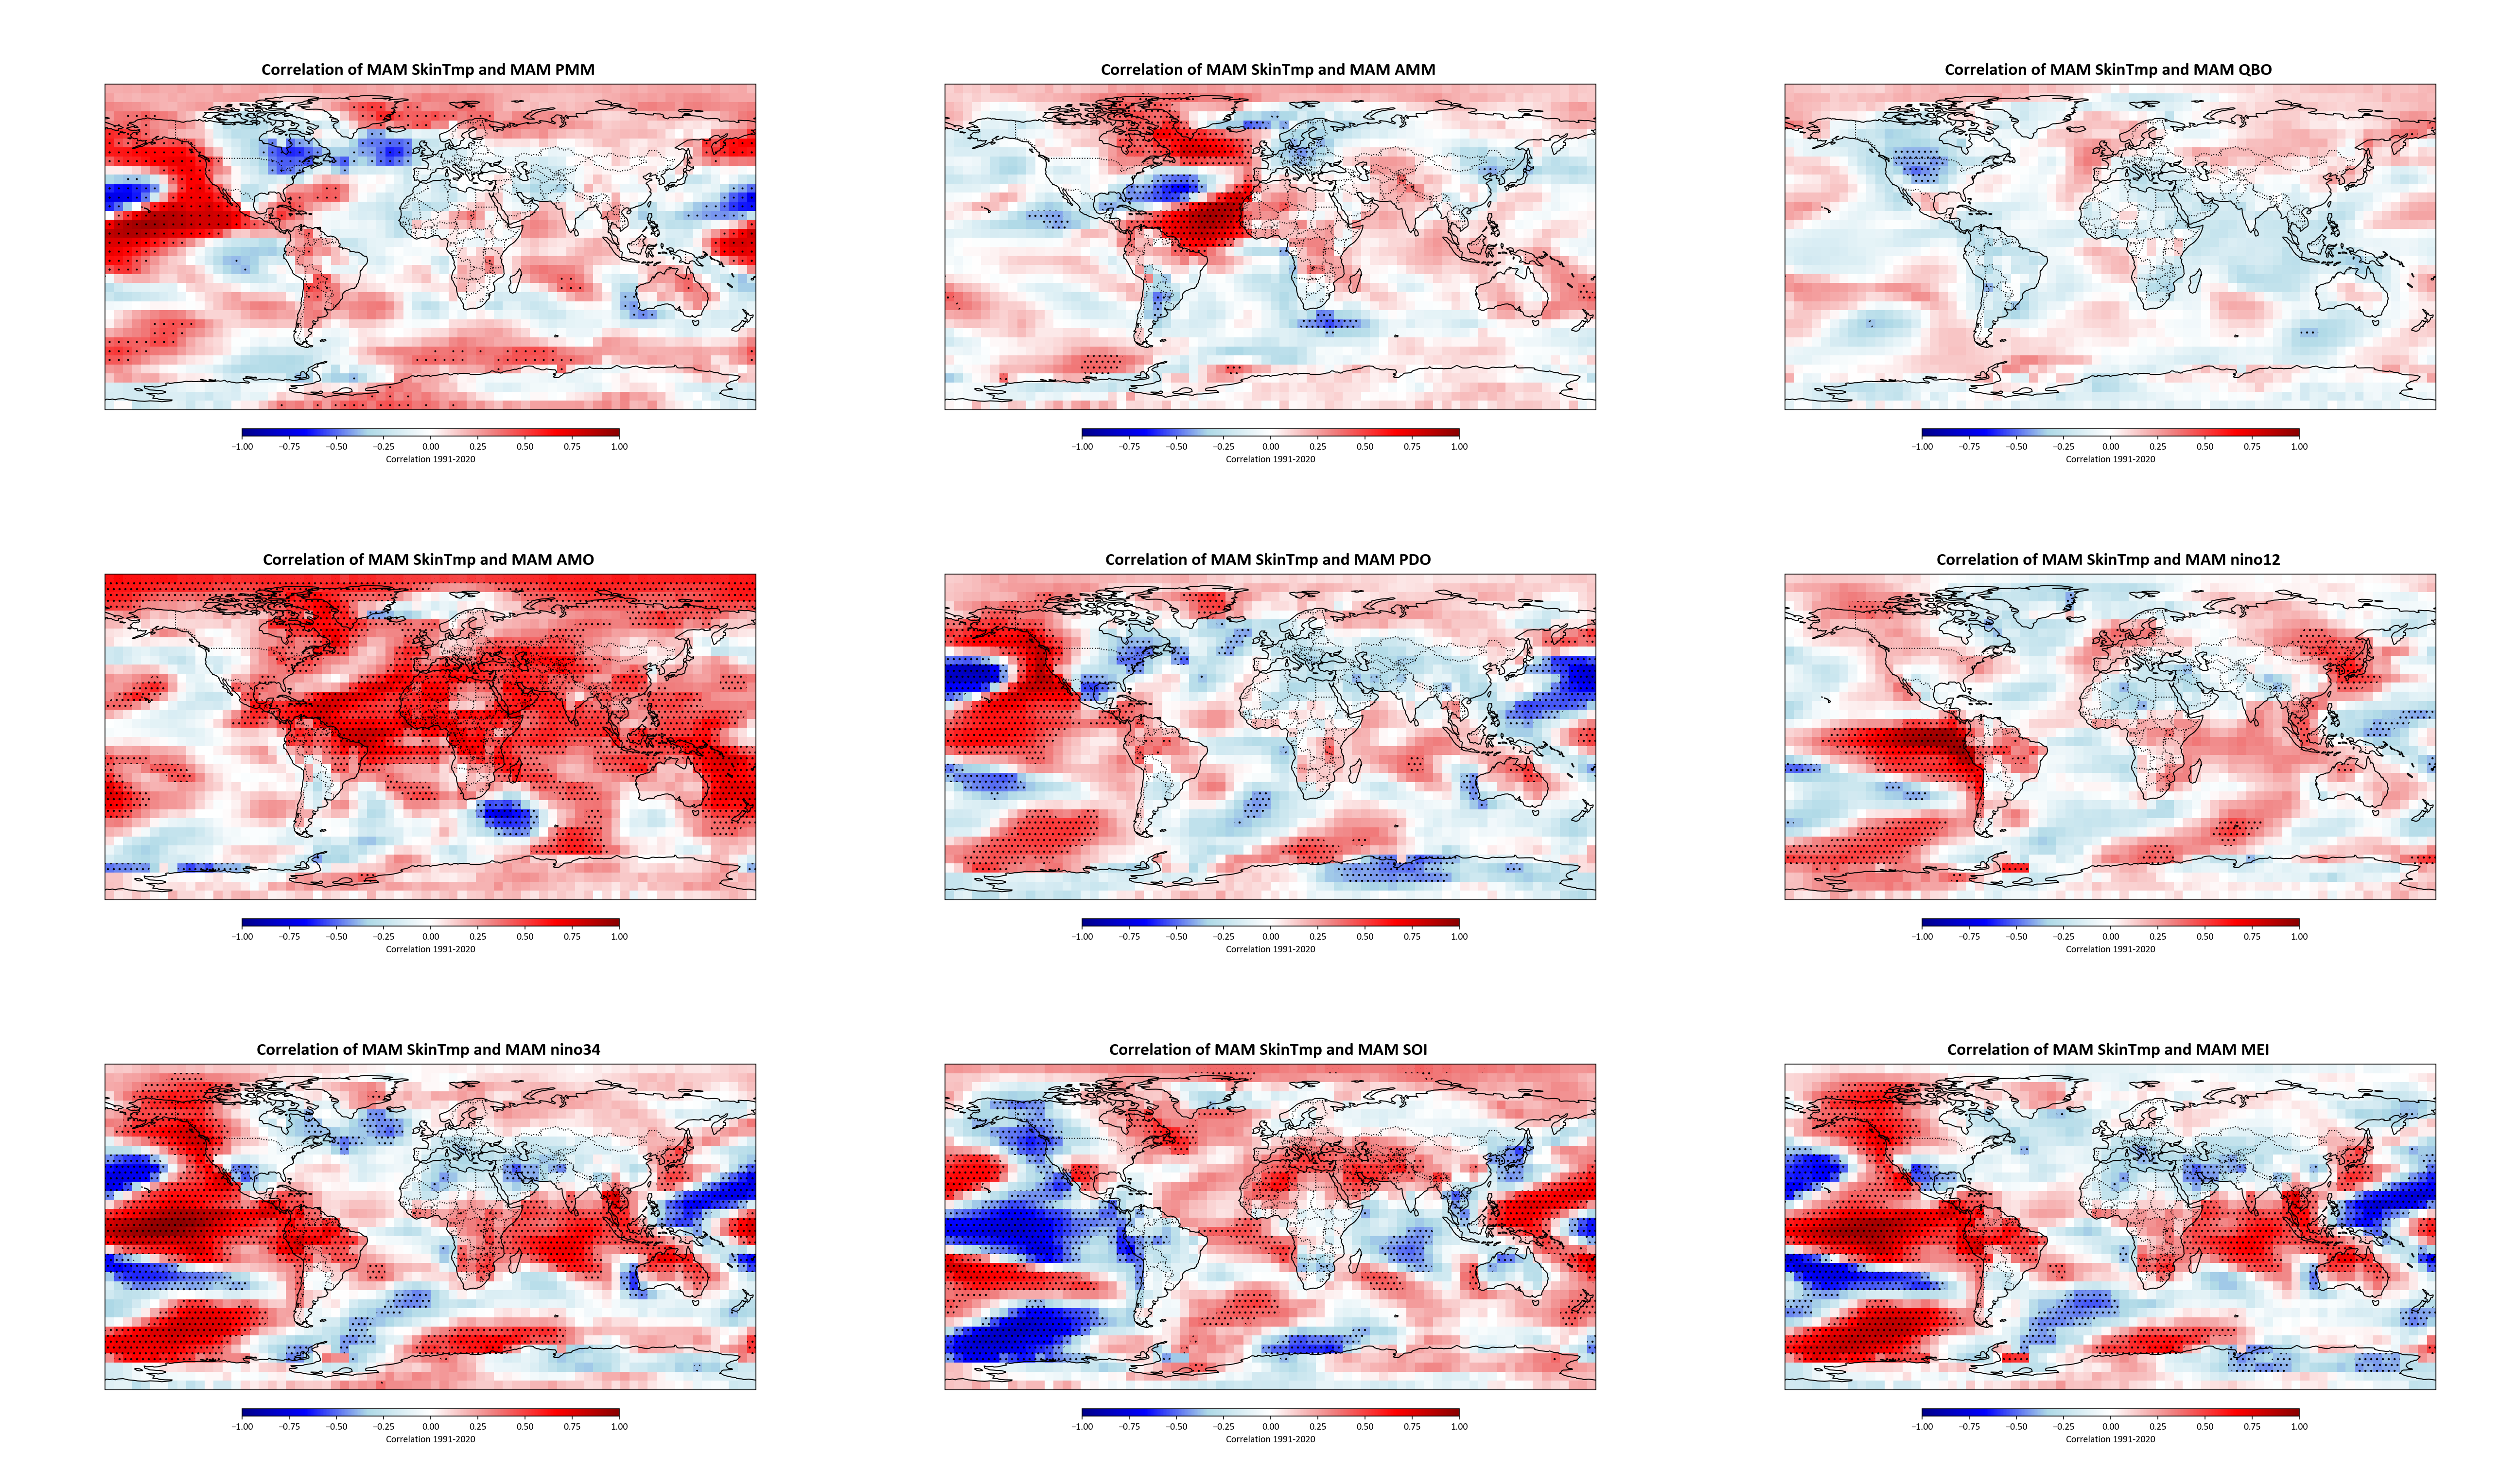 Correlation of MAM SkinTmp and MAM PMM
Correlation of MAM SkinTmp and MAM AMM
Correlation of MAM SkinTmp and MAM QBO
−1.00 −0.75 −0.50 −0.25 0.00 0.25 0.50 0.75 1.00
Correlation 1991-2020
−1.00 −0.75 −0.50 −0.25 0.00 0.25 0.50 0.75 1.00
Correlation 1991-2020
−1.00 −0.75 −0.50 −0.25 0.00 0.25 0.50 0.75 1.00
Correlation 1991-2020
Correlation of MAM SkinTmp and MAM AMO
Correlation of MAM SkinTmp and MAM PDO
Correlation of MAM SkinTmp and MAM nino12
−1.00 −0.75 −0.50 −0.25 0.00 0.25 0.50 0.75 1.00
Correlation 1991-2020
−1.00 −0.75 −0.50 −0.25 0.00 0.25 0.50 0.75 1.00
Correlation 1991-2020
−1.00 −0.75 −0.50 −0.25 0.00 0.25 0.50 0.75 1.00
Correlation 1991-2020
Correlation of MAM SkinTmp and MAM nino34
Correlation of MAM SkinTmp and MAM SOI
Correlation of MAM SkinTmp and MAM MEI
−1.00 −0.75 −0.50 −0.25 0.00 0.25 0.50 0.75 1.00
Correlation 1991-2020
−1.00 −0.75 −0.50 −0.25 0.00 0.25 0.50 0.75 1.00
Correlation 1991-2020
−1.00 −0.75 −0.50 −0.25 0.00 0.25 0.50 0.75 1.00
Correlation 1991-2020